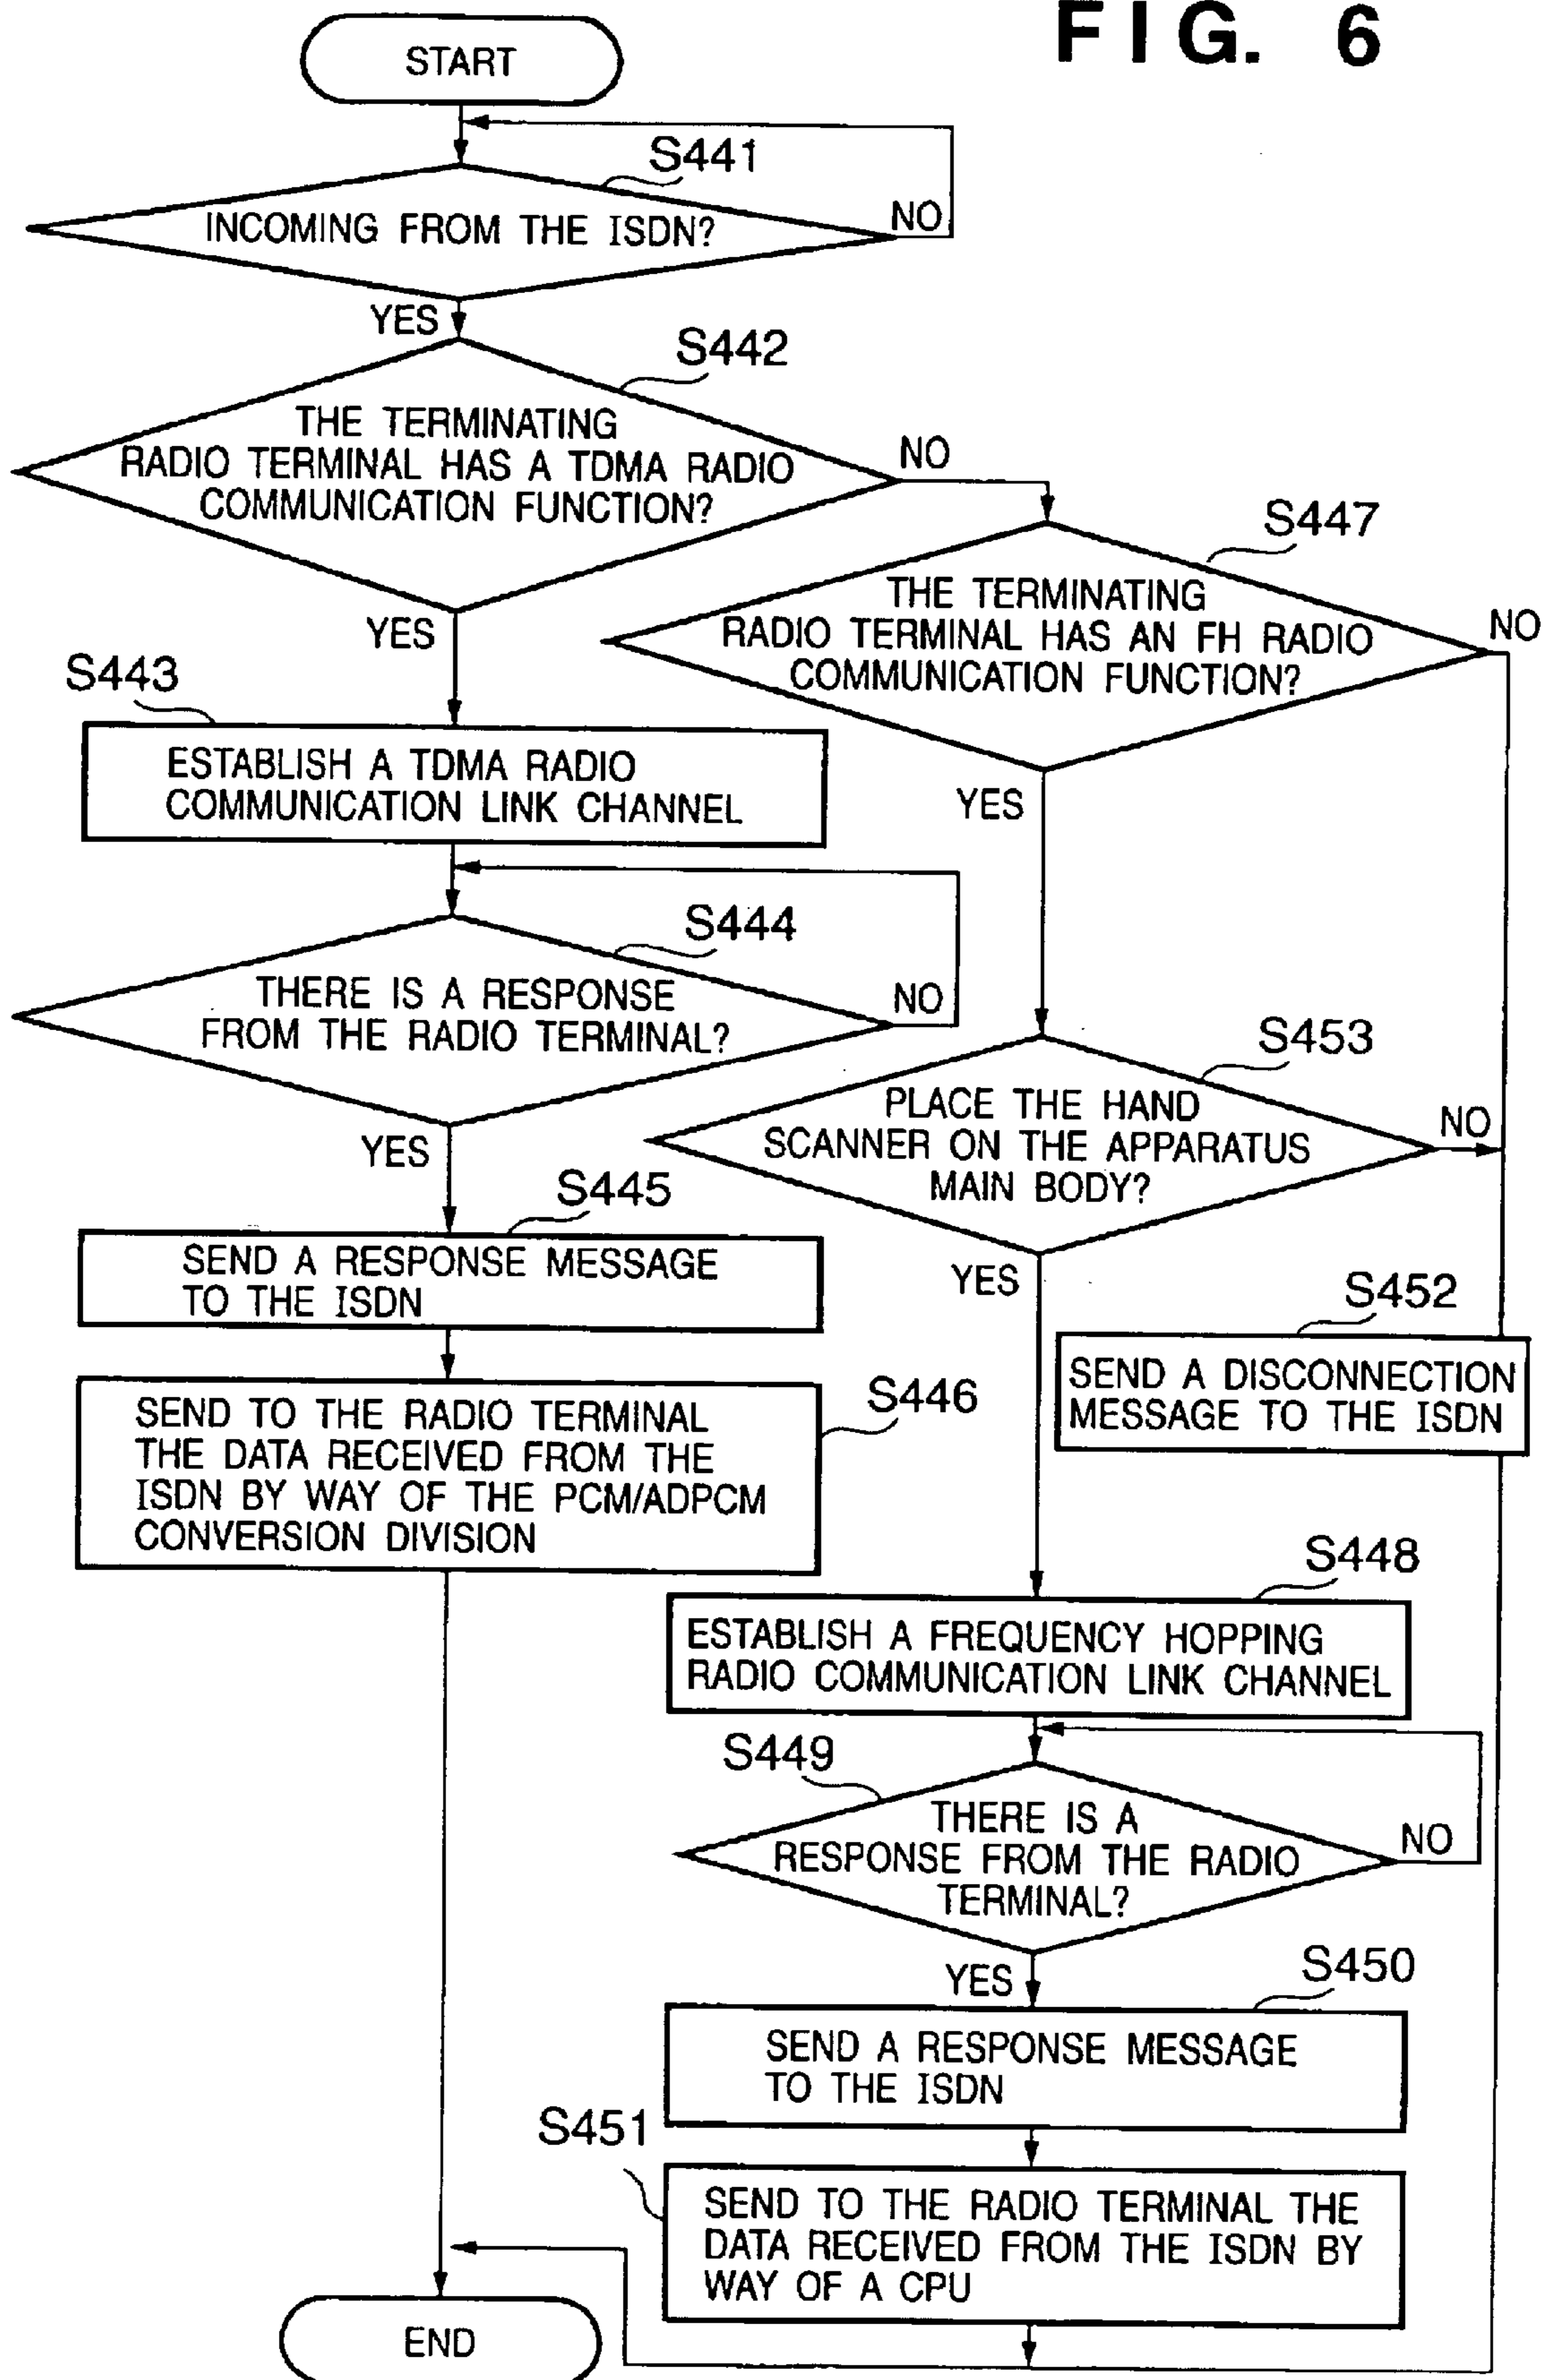 FIG. 6
START
S441
INCOMING FROM THE ISDN?
NO
YES
S442
THE TERMINATING
RADIO TERMINAL HAS A TDMA RADIO
COMMUNICATION FUNCTION?
NO
YES
S447
THE TERMINATING
RADIO TERMINAL HAS AN FH RADIO
COMMUNICATION FUNCTION?
NO
YES
S443
ESTABLISH A TDMA RADIO
COMMUNICATION LINK CHANNEL
S444
THERE IS A RESPONSE
FROM THE RADIO TERMINAL?
NO
YES
S453
PLACE THE HAND
SCANNER ON THE APPARATUS
MAIN BODY?
NO
YES
S445
SEND A RESPONSE MESSAGE
TO THE ISDN
S452
SEND A DISCONNECTION
MESSAGE TO THE ISDN
S446
SEND TO THE RADIO TERMINAL
THE DATA RECEIVED FROM THE
ISDN BY WAY OF THE PCM/ADPCM
CONVERSION DIVISION
S448
ESTABLISH A FREQUENCY HOPPING
RADIO COMMUNICATION LINK CHANNEL
S449
THERE IS A
RESPONSE FROM THE RADIO
TERMINAL?
NO
YES
S450
SEND A RESPONSE MESSAGE
TO THE ISDN
S451
SEND TO THE RADIO TERMINAL THE
DATA RECEIVED FROM THE ISDN BY
WAY OF A CPU
END